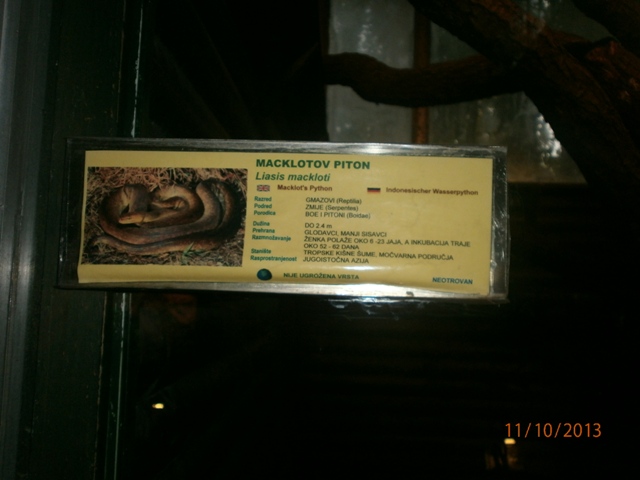 MACKLOTOV PITON
Liasis mackloti
Macklot's Python Indonesischer Wasserpython
Razred GMAZOVI (Reptilia)
Podred ZMIJE (Serpentes)
Porodica BOE I PITONI (Boidae)
Dužina DO 2.4 m
Prehrana GLODAVCI, MANJI SISAVCI
Razmnožavanje ŽENKA POLAŽE OKO 6 -23 JAJA, A INKUBACIJA TRAJE
OKO 52 - 62 DANA
Stanište TROPSKE KIŠNE ŠUME, MOČVARNA PODRUČJA
Rasprostranjenost JUGOISTOČNA AZIJA
NIJE UGROŽENA VRSTA NEOTROVAN
11/10/2013